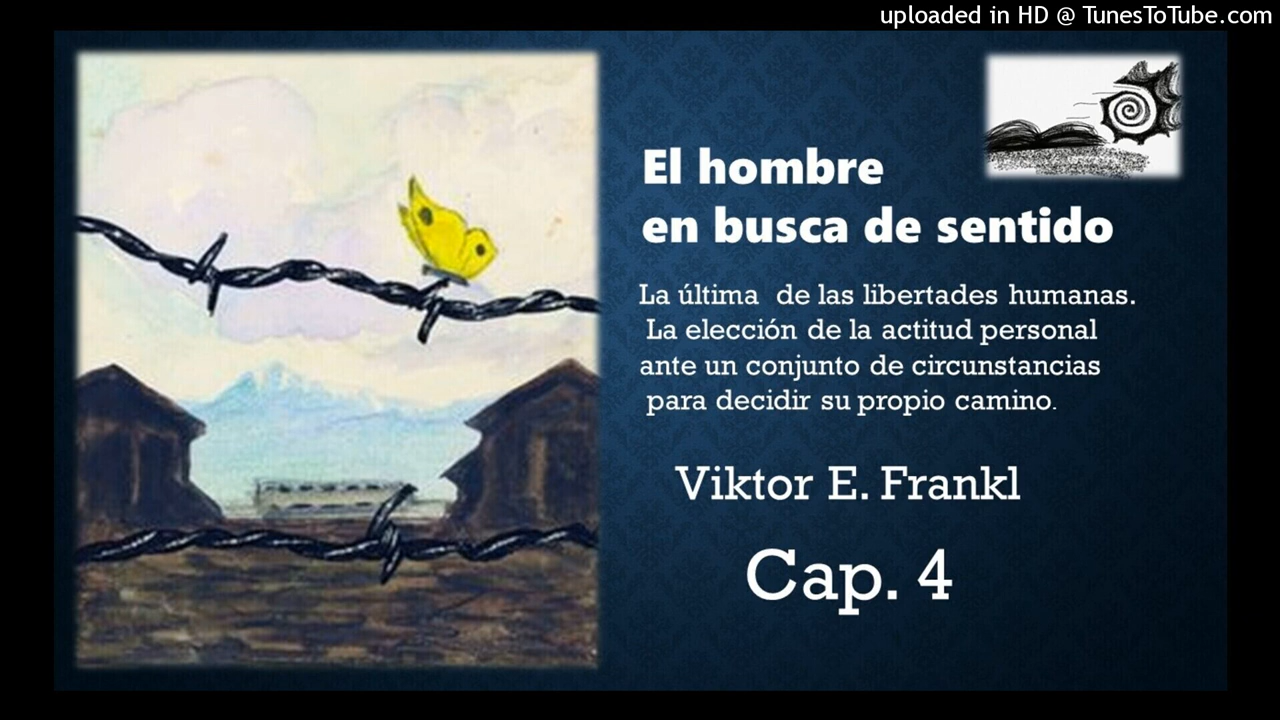 uploaded in HD @ TunesToTube.com
El hombre
en busca de sentido
La última de las libertades humanas.
La elección de la actitud personal
ante un conjunto de circunstancias
para decidir su propio camino.
Viktor E. Frankl
Cap. 4